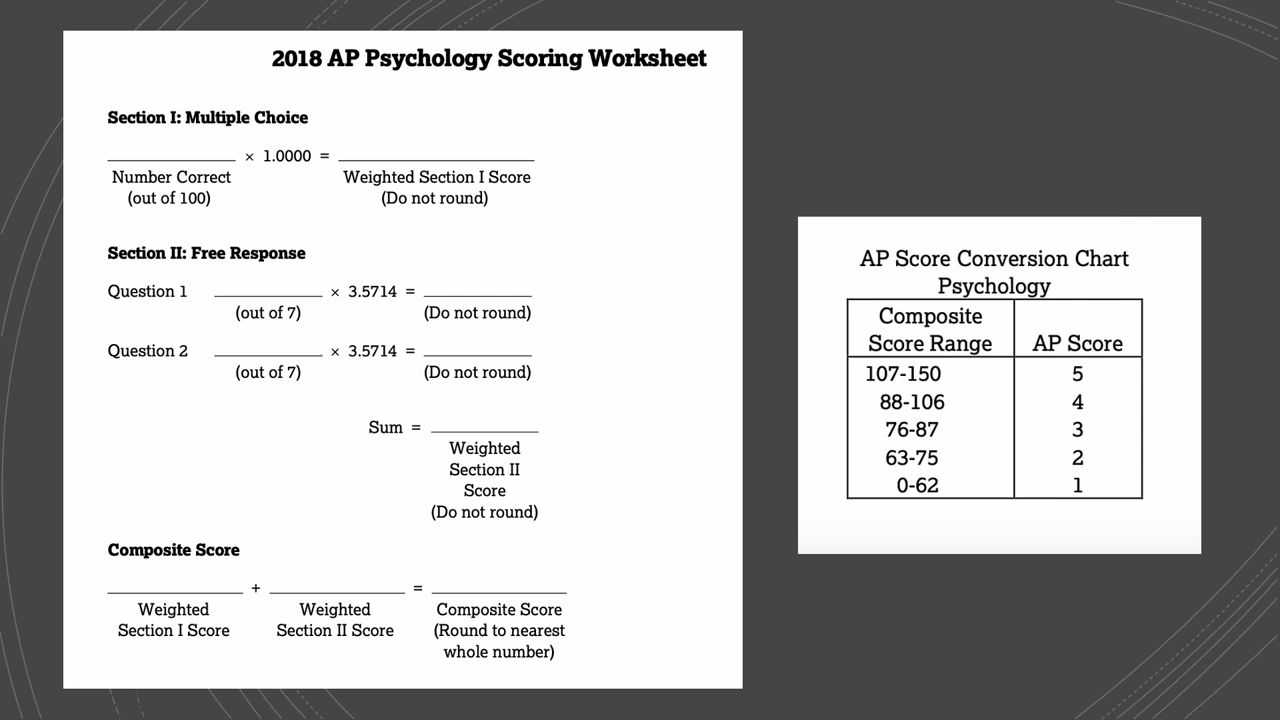 2018 AP Psychology Scoring Worksheet
Section I: Multiple Choice
× 1.0000 =
Number Correct Weighted Section I Score
(out of 100) (Do not round)
Section II: Free Response
Question 1 × 3.5714 =
(out of 7) (Do not round)
Question 2 × 3.5714 =
(out of 7) (Do not round)
Sum =
Weighted
Section II
Score
(Do not round)
Composite Score
+ =
Weighted Weighted Composite Score
Section I Score Section II Score (Round to nearest
whole number)
AP Score Conversion Chart
Psychology
Composite
Score Range AP Score
107-150 5
88-106 4
76-87 3
63-75 2
0-62 1